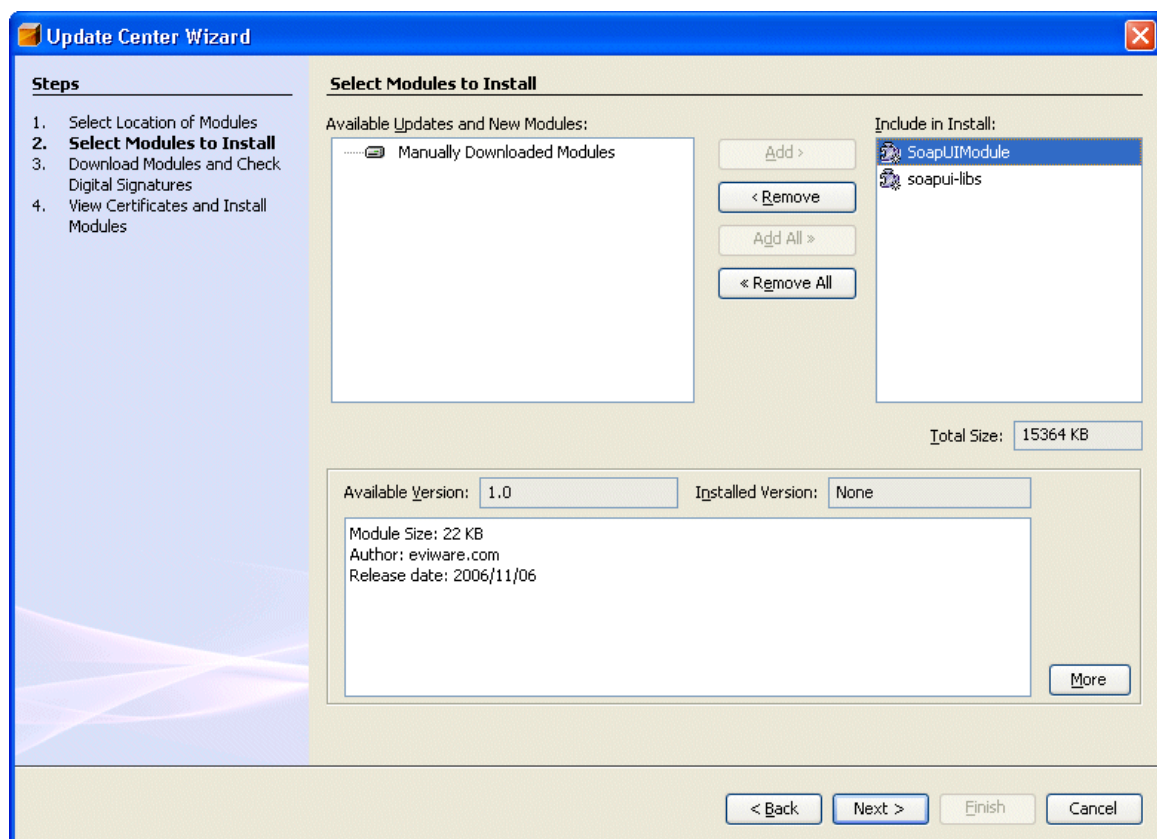 Update Center Wizard
Steps
1. Select Location of Modules
2. Select Modules to Install
3. Download Modules and Check
Digital Signatures
4. View Certificates and Install
Modules
Select Modules to Install
Available Updates and New Modules:
Manually Downloaded Modules
Add >
< Remove
Add All »
« Remove All
Include in Install:
SoapUIModule
soapui-libs
Total Size: 15364 KB
Available Version: 1.0
Installed Version: None
Module Size: 22 KB
Author: eviware.com
Release date: 2006/11/06
More
< Back
Next >
Finish
Cancel